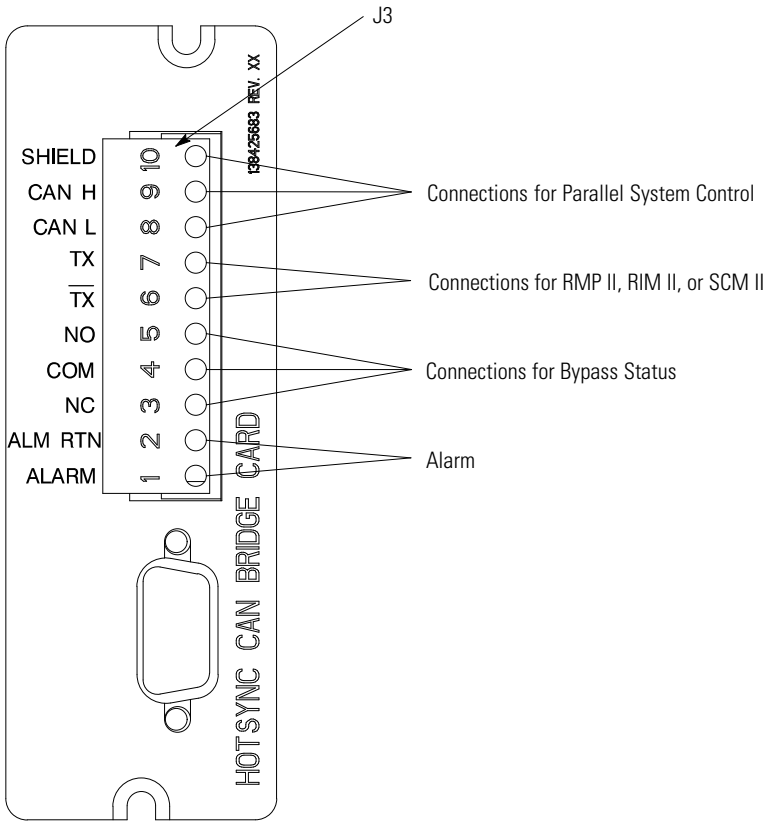 J3
138425683 REV. XX
SHIELD 10
CAN H 9
CAN L 8
Connections for Parallel System Control
TX 7
T̅X̅ 6
Connections for RMP II, RIM II, or SCM II
NO 5
COM 4
NC 3
Connections for Bypass Status
ALM RTN 2
ALARM 1
Alarm
HOTSYNC CAN BRIDGE CARD